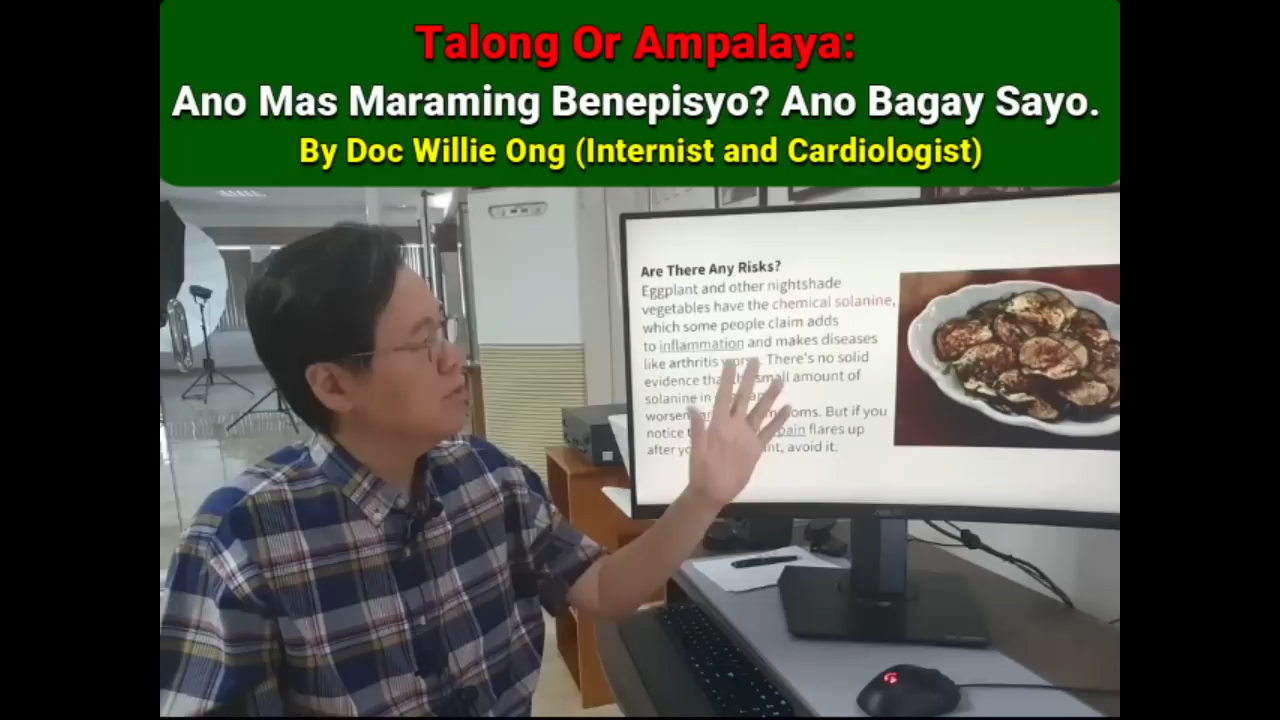 Talong Or Ampalaya:
Ano Mas Maraming Benepisyo? Ano Bagay Sayo.
By Doc Willie Ong (Internist and Cardiologist)
Are There Any Risks?
Eggplant and other nightshade
vegetables have the chemical solanine,
which some people claim adds
to inflammation and makes diseases
like arthritis There's no solid
evidence small amount of
solanine in
But if you
notice pain flares up
after avoid it.